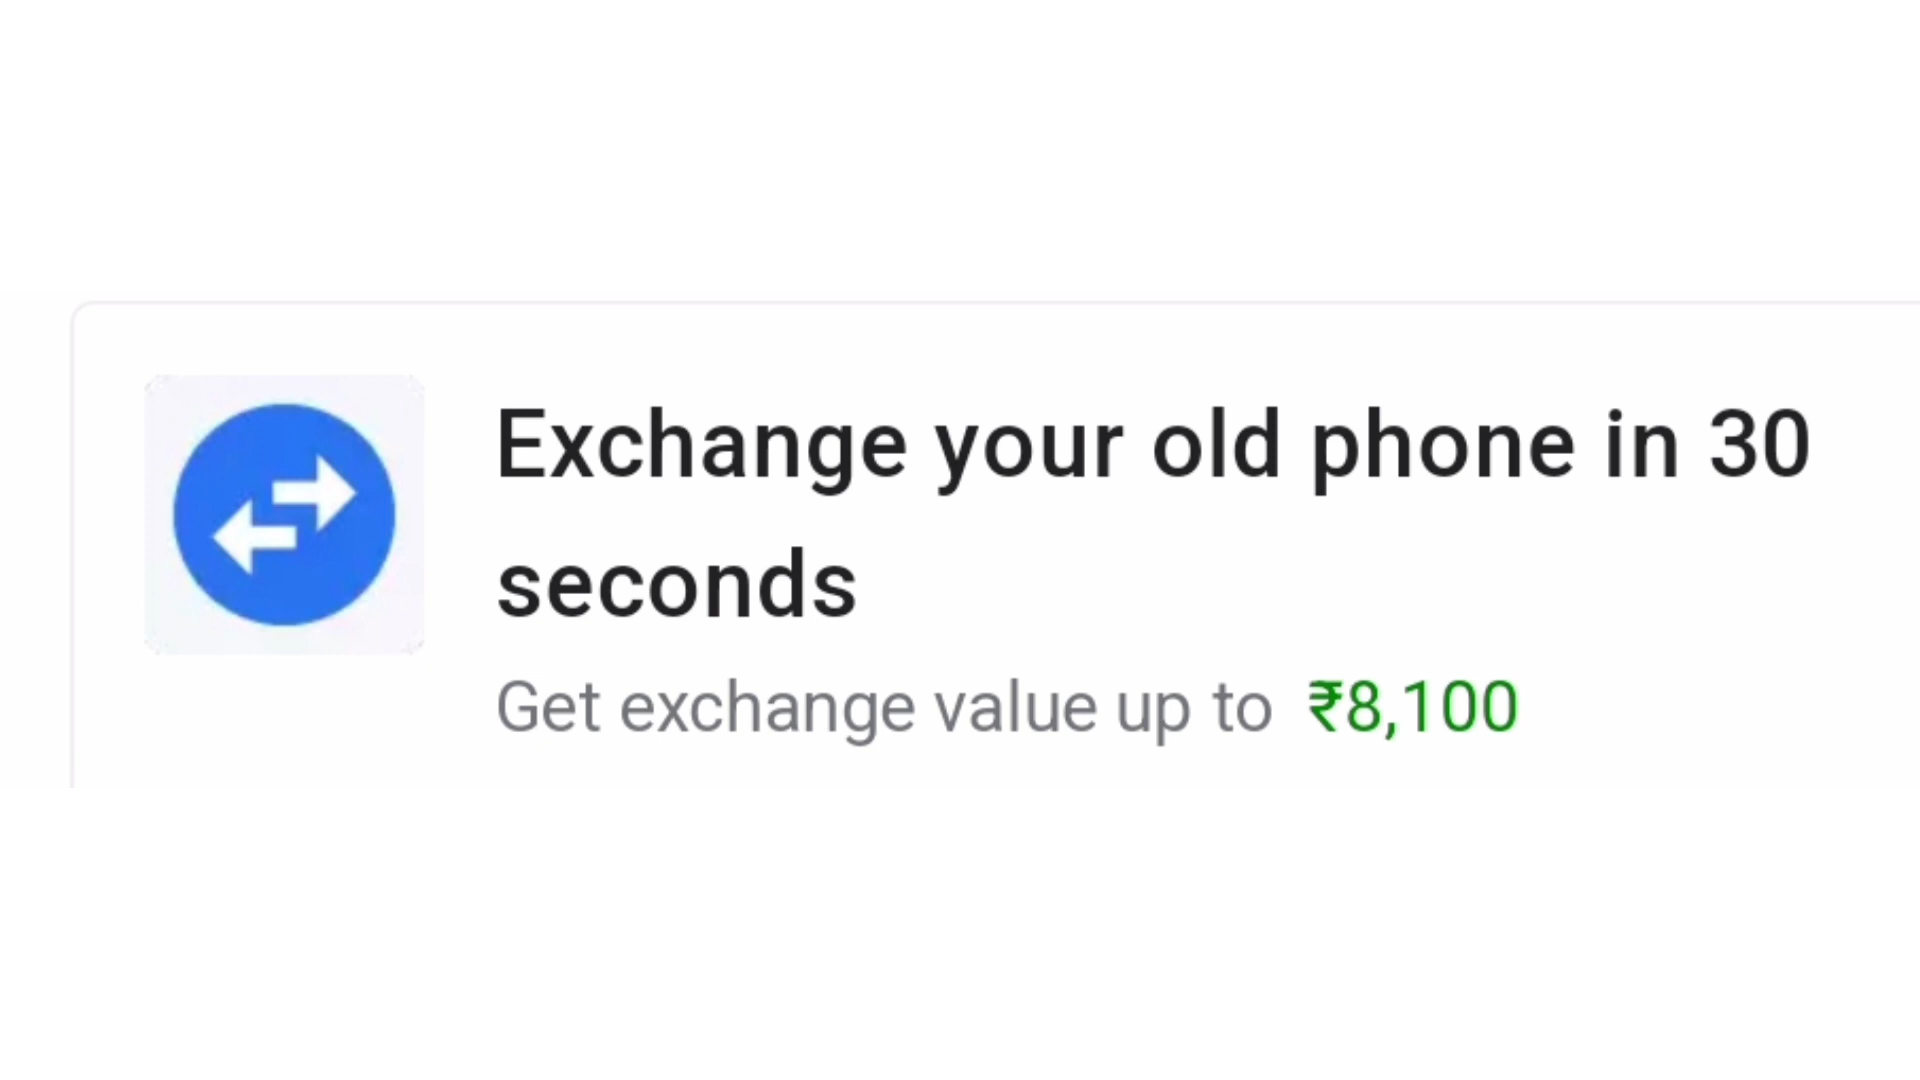 Exchange your old phone in 30
seconds
Get exchange value up to ₹8,100